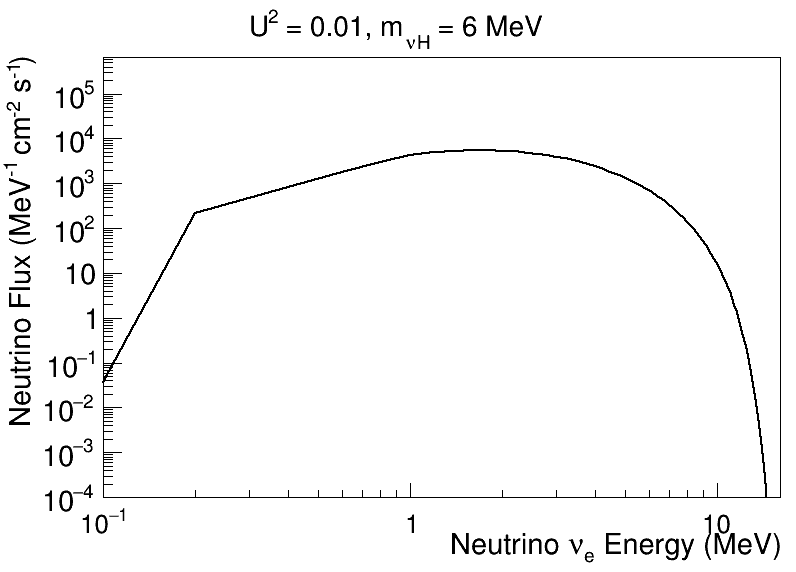 U² = 0.01, m_νH = 6 MeV
Neutrino Flux (MeV⁻¹ cm⁻² s⁻¹)
10⁵
10⁴
10³
10²
10
1
10⁻¹
10⁻²
10⁻³
10⁻⁴
10⁻¹ 1 10
Neutrino νₑ Energy (MeV)